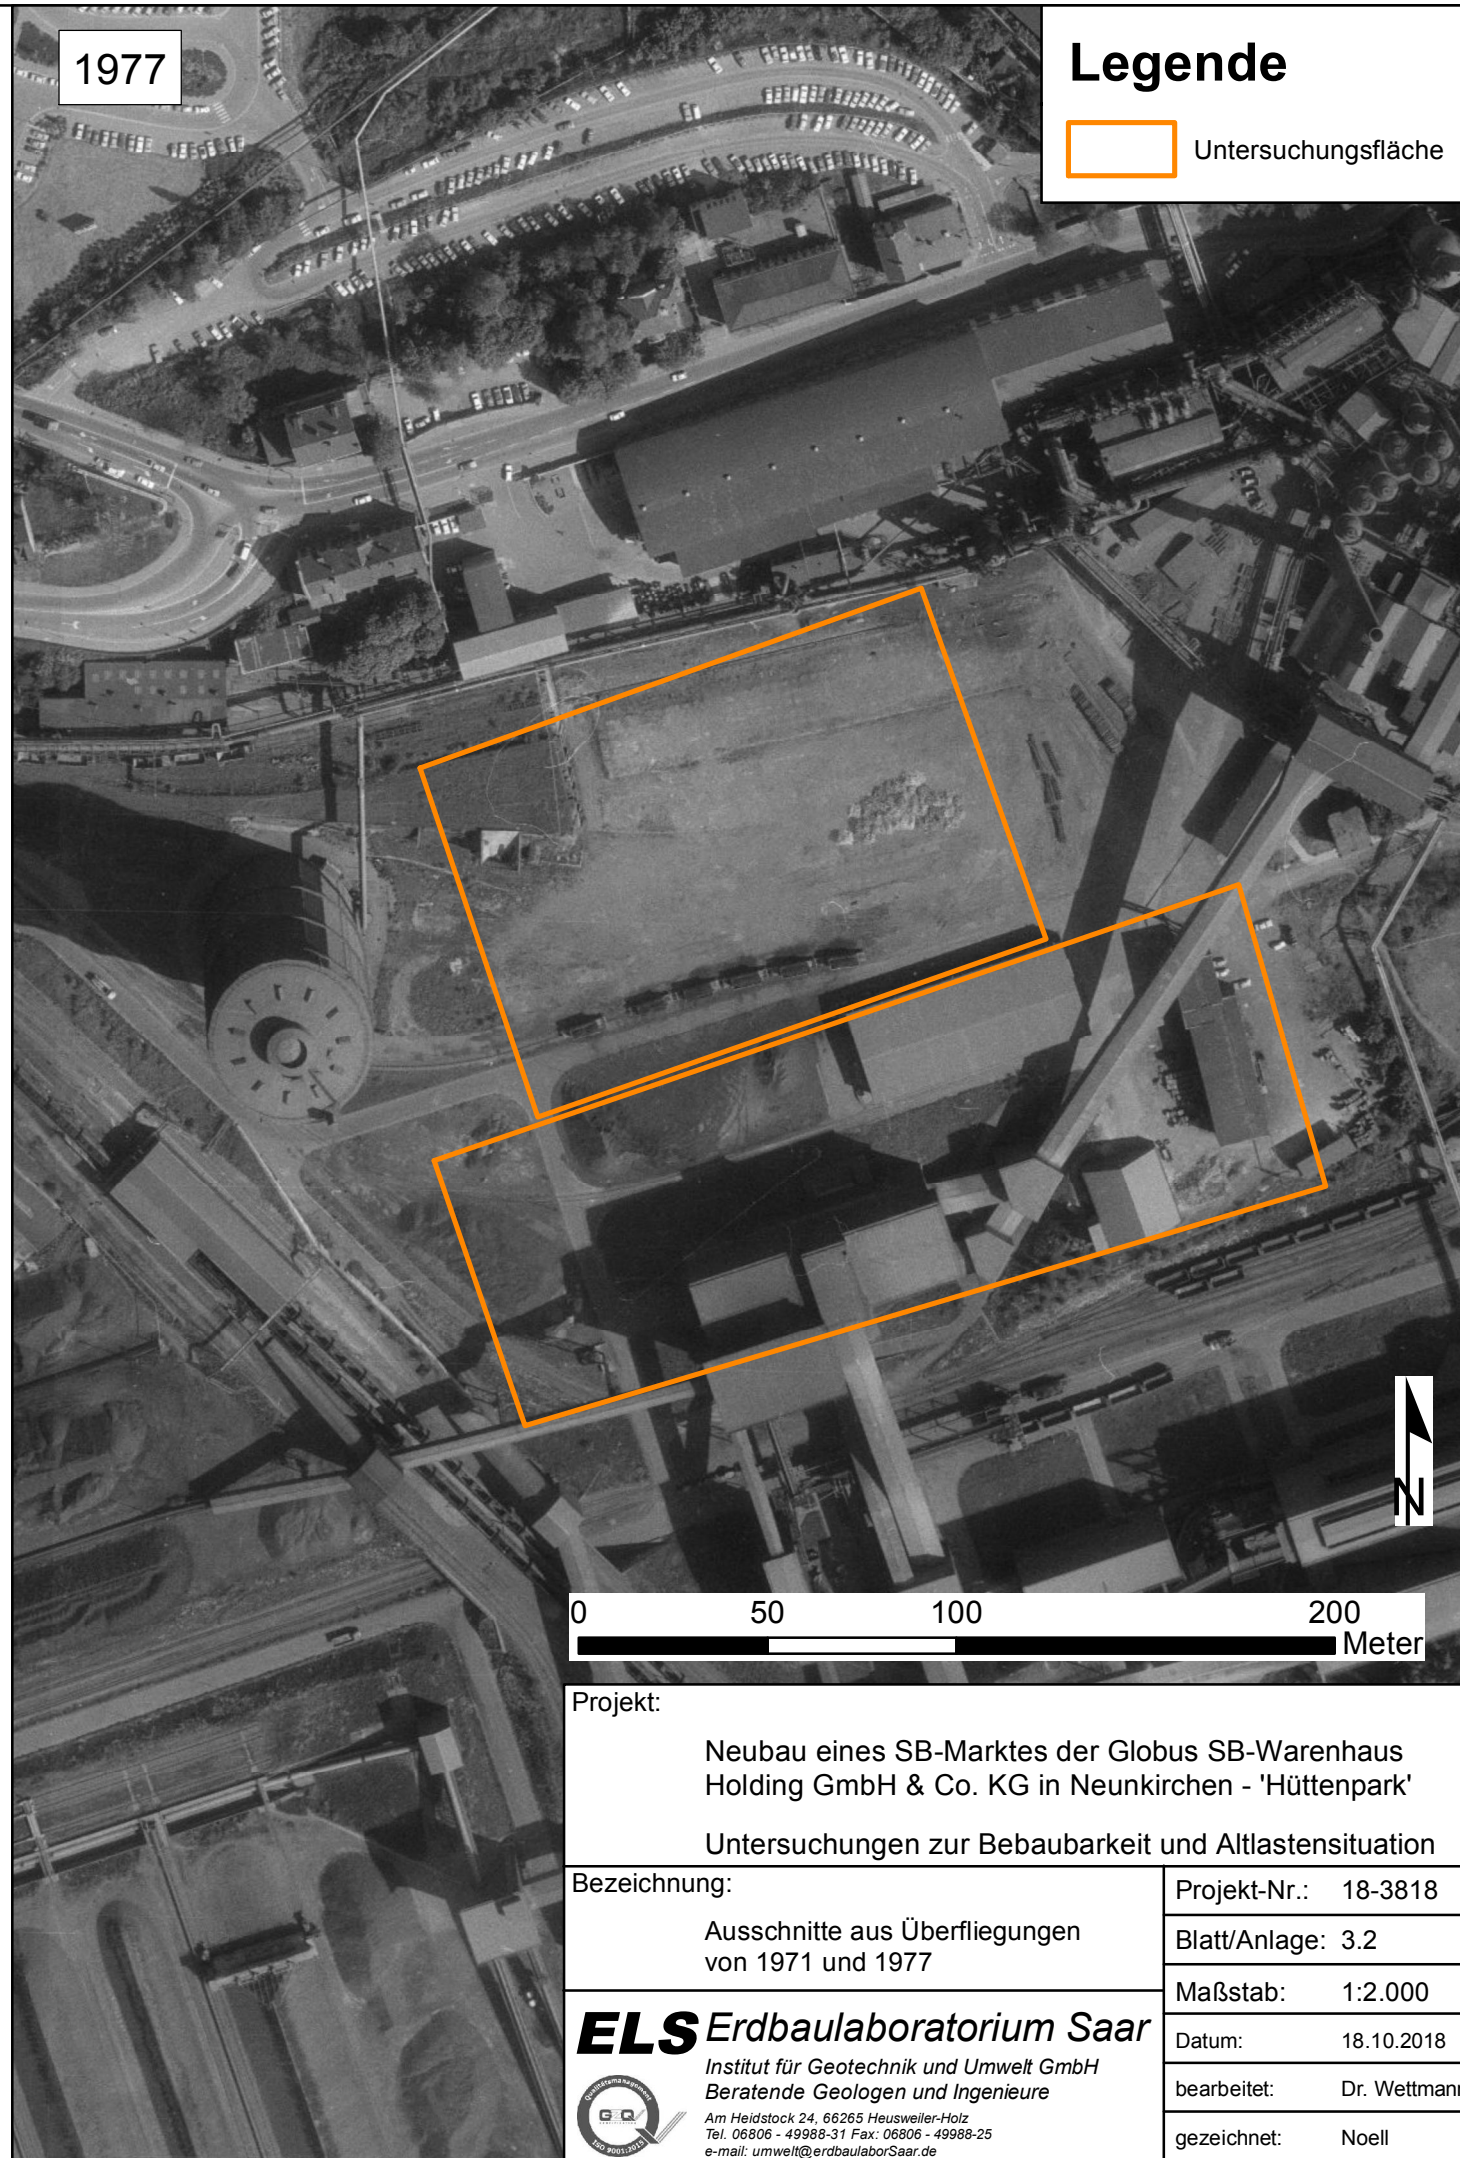 1977
Legende
Untersuchungsfläche
N
0 50 100 200
Meter
Projekt:
Neubau eines SB-Marktes der Globus SB-Warenhaus
Holding GmbH & Co. KG in Neunkirchen - 'Hüttenpark'
Untersuchungen zur Bebaubarkeit und Altlastensituation
Bezeichnung:
Ausschnitte aus Überfliegungen
von 1971 und 1977
Projekt-Nr.: 18-3818
Blatt/Anlage: 3.2
Maßstab: 1:2.000
Datum: 18.10.2018
bearbeitet: Dr. Wettmann
gezeichnet: Noell
ELS Erdbaulaboratorium Saar
Institut für Geotechnik und Umwelt GmbH
Beratende Geologen und Ingenieure
Am Heidstock 24, 66265 Heusweiler-Holz
Tel. 06806 - 49988-31 Fax: 06806 - 49988-25
e-mail: umwelt@erdbaulaborSaar.de
Qualitätsmanagement
ISO 9001:2015